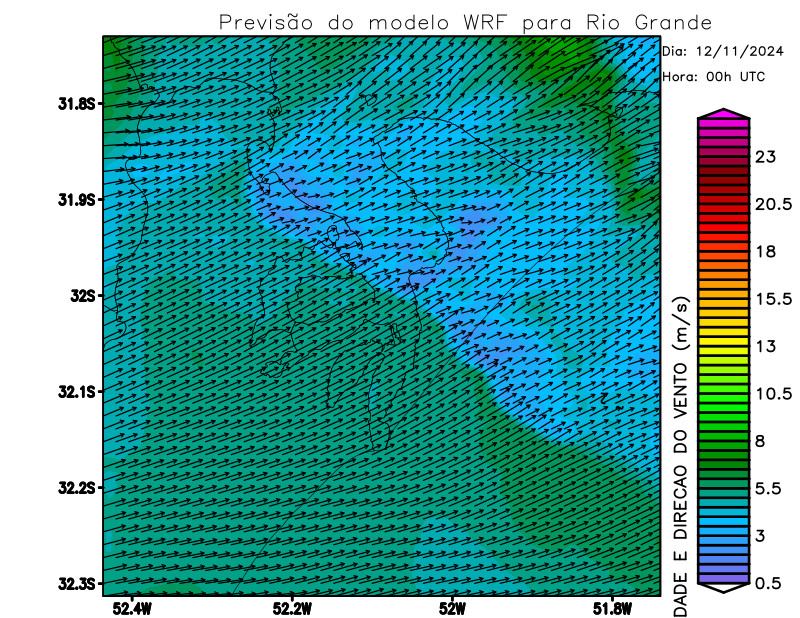 Previsão do modelo WRF para Rio Grande
Dia: 12/11/2024
Hora: 00h UTC
31.8S
31.9S
32S
32.1S
32.2S
32.3S
52.4W
52.2W
52W
51.8W
23
20.5
18
15.5
13
10.5
8
5.5
3
0.5
DADE E DIRECAO DO VENTO (m/s)